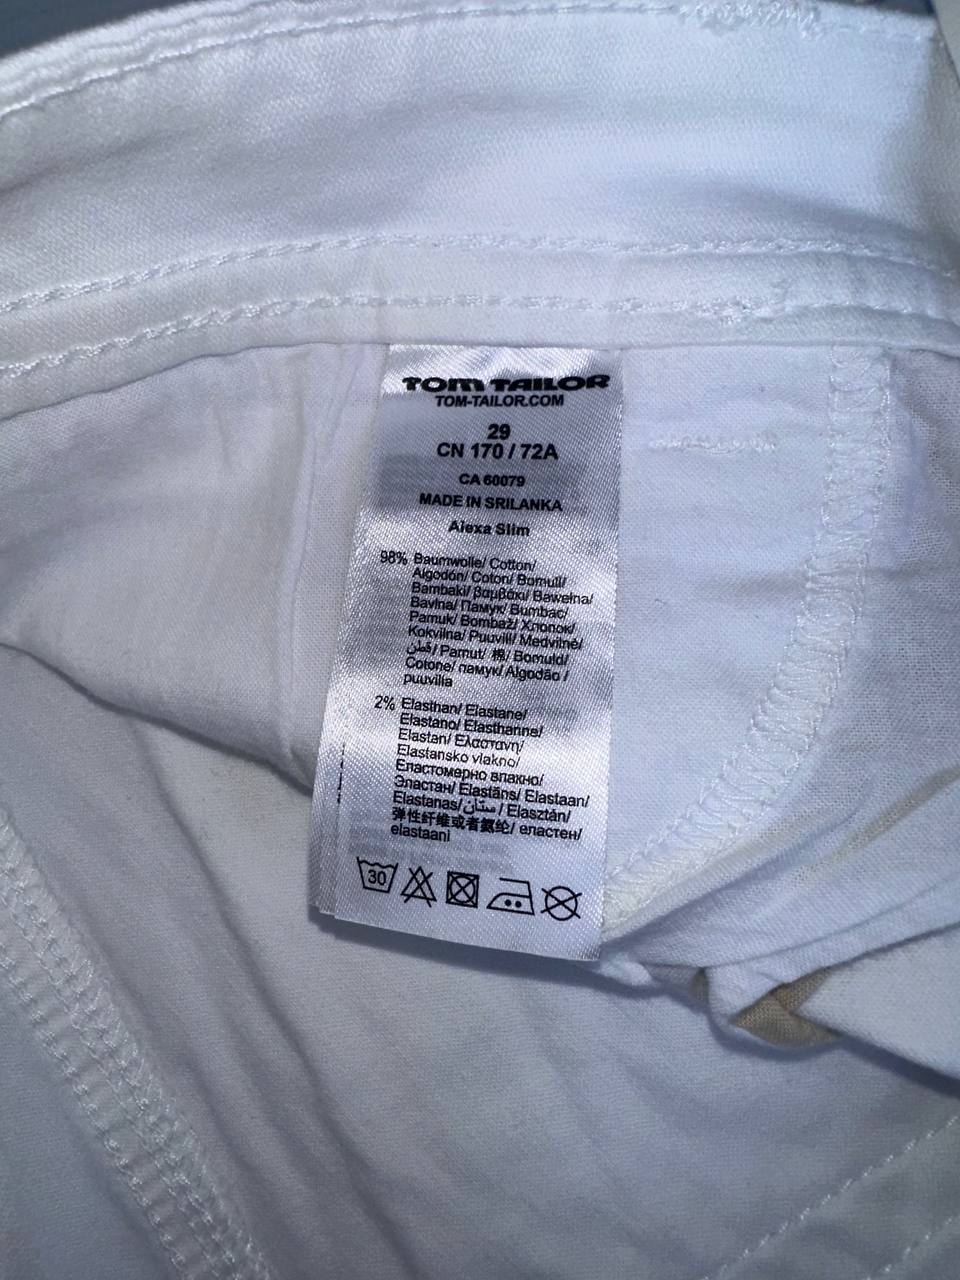 TOM TAILOR
TOM-TAILOR.COM
29
CN 170 / 72A
CA 60079
MADE IN SRILANKA
Alexa Slim
98% Baumwolle/ Cotton/
Algodón/ Coton/ Bomull/
Bambaki/ βαμβάκι/ Bawełna/
Bavlna/ Памук/ Bumbac/
Pamuk/ Bombaž/ Хлопок/
Kokvilna/ Puuvill/ Medvilnė/
قطن/ Pamut/ 棉/ Bomuld/
Cotone/ памук/ Algodão /
puuvilla
2% Elasthan/ Elastane/
Elastano/ Elasthanne/
Elastan/ Ελαστανη/
Elastansko vlakno/
Еластомерно влакно/
Эластан/ Elastāns/ Elastaan/
Elastanas/ / Elasztán/
弹性纤维或者氨纶/ еластен/
elastaani
30